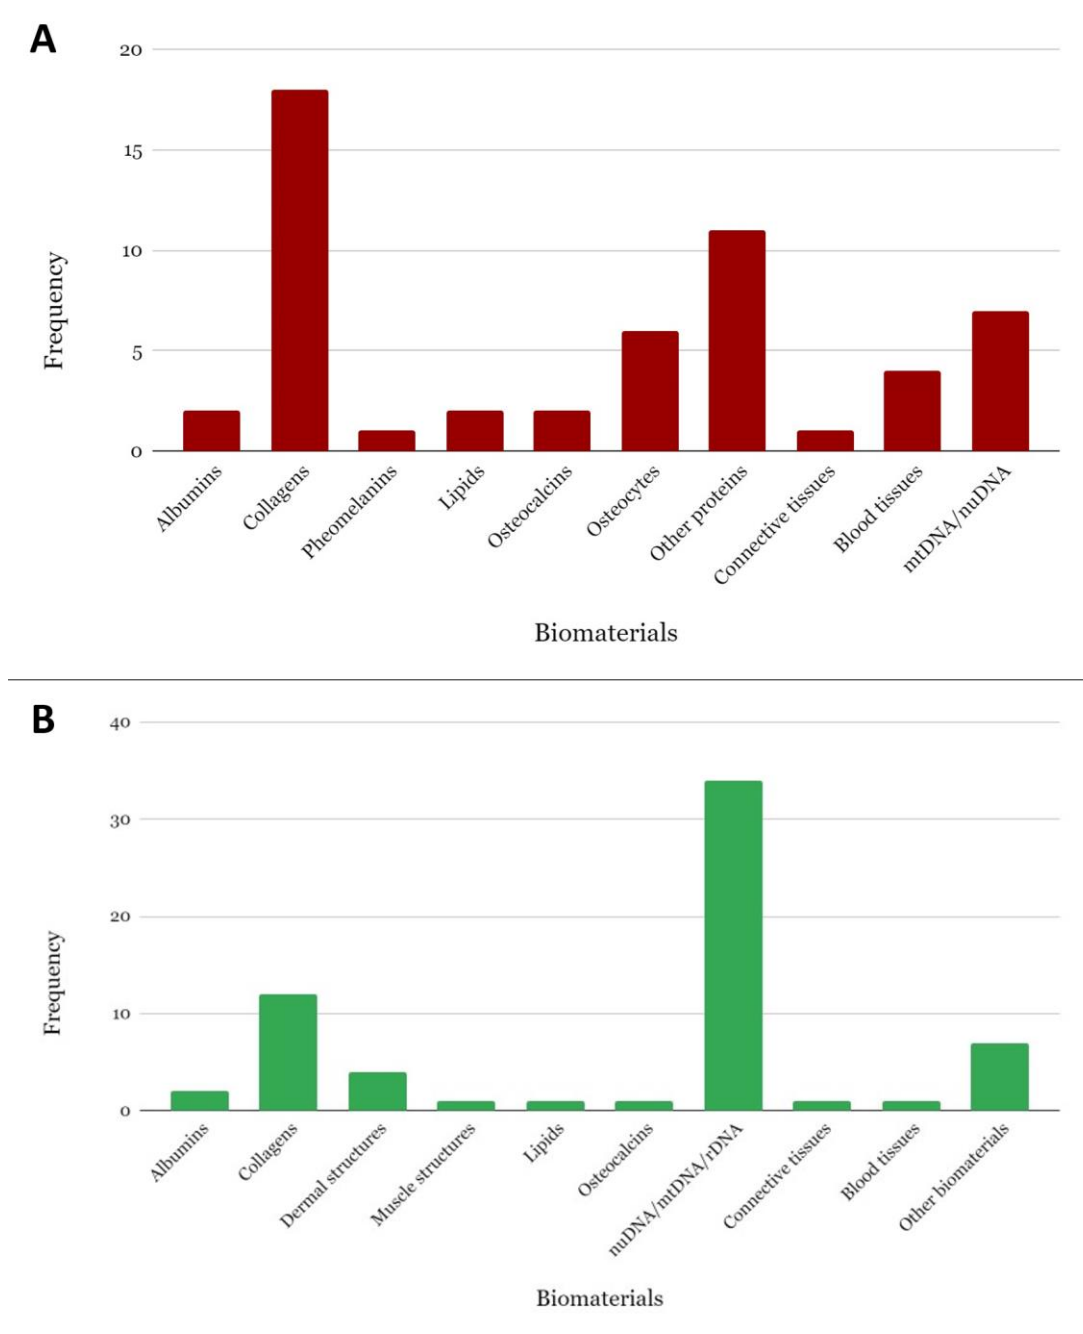 A
20
15
10
5
0
Frequency
Albumins
Collagens
Pheomelanins
Lipids
Osteocalcins
Osteocytes
Other proteins
Connective tissues
Blood tissues
mtDNA/nuDNA
Biomaterials
B
40
30
20
10
0
Frequency
Albumins
Collagens
Dermal structures
Muscle structures
Lipids
Osteocalcins
nuDNA/mtDNA/rDNA
Connective tissues
Blood tissues
Other biomaterials
Biomaterials